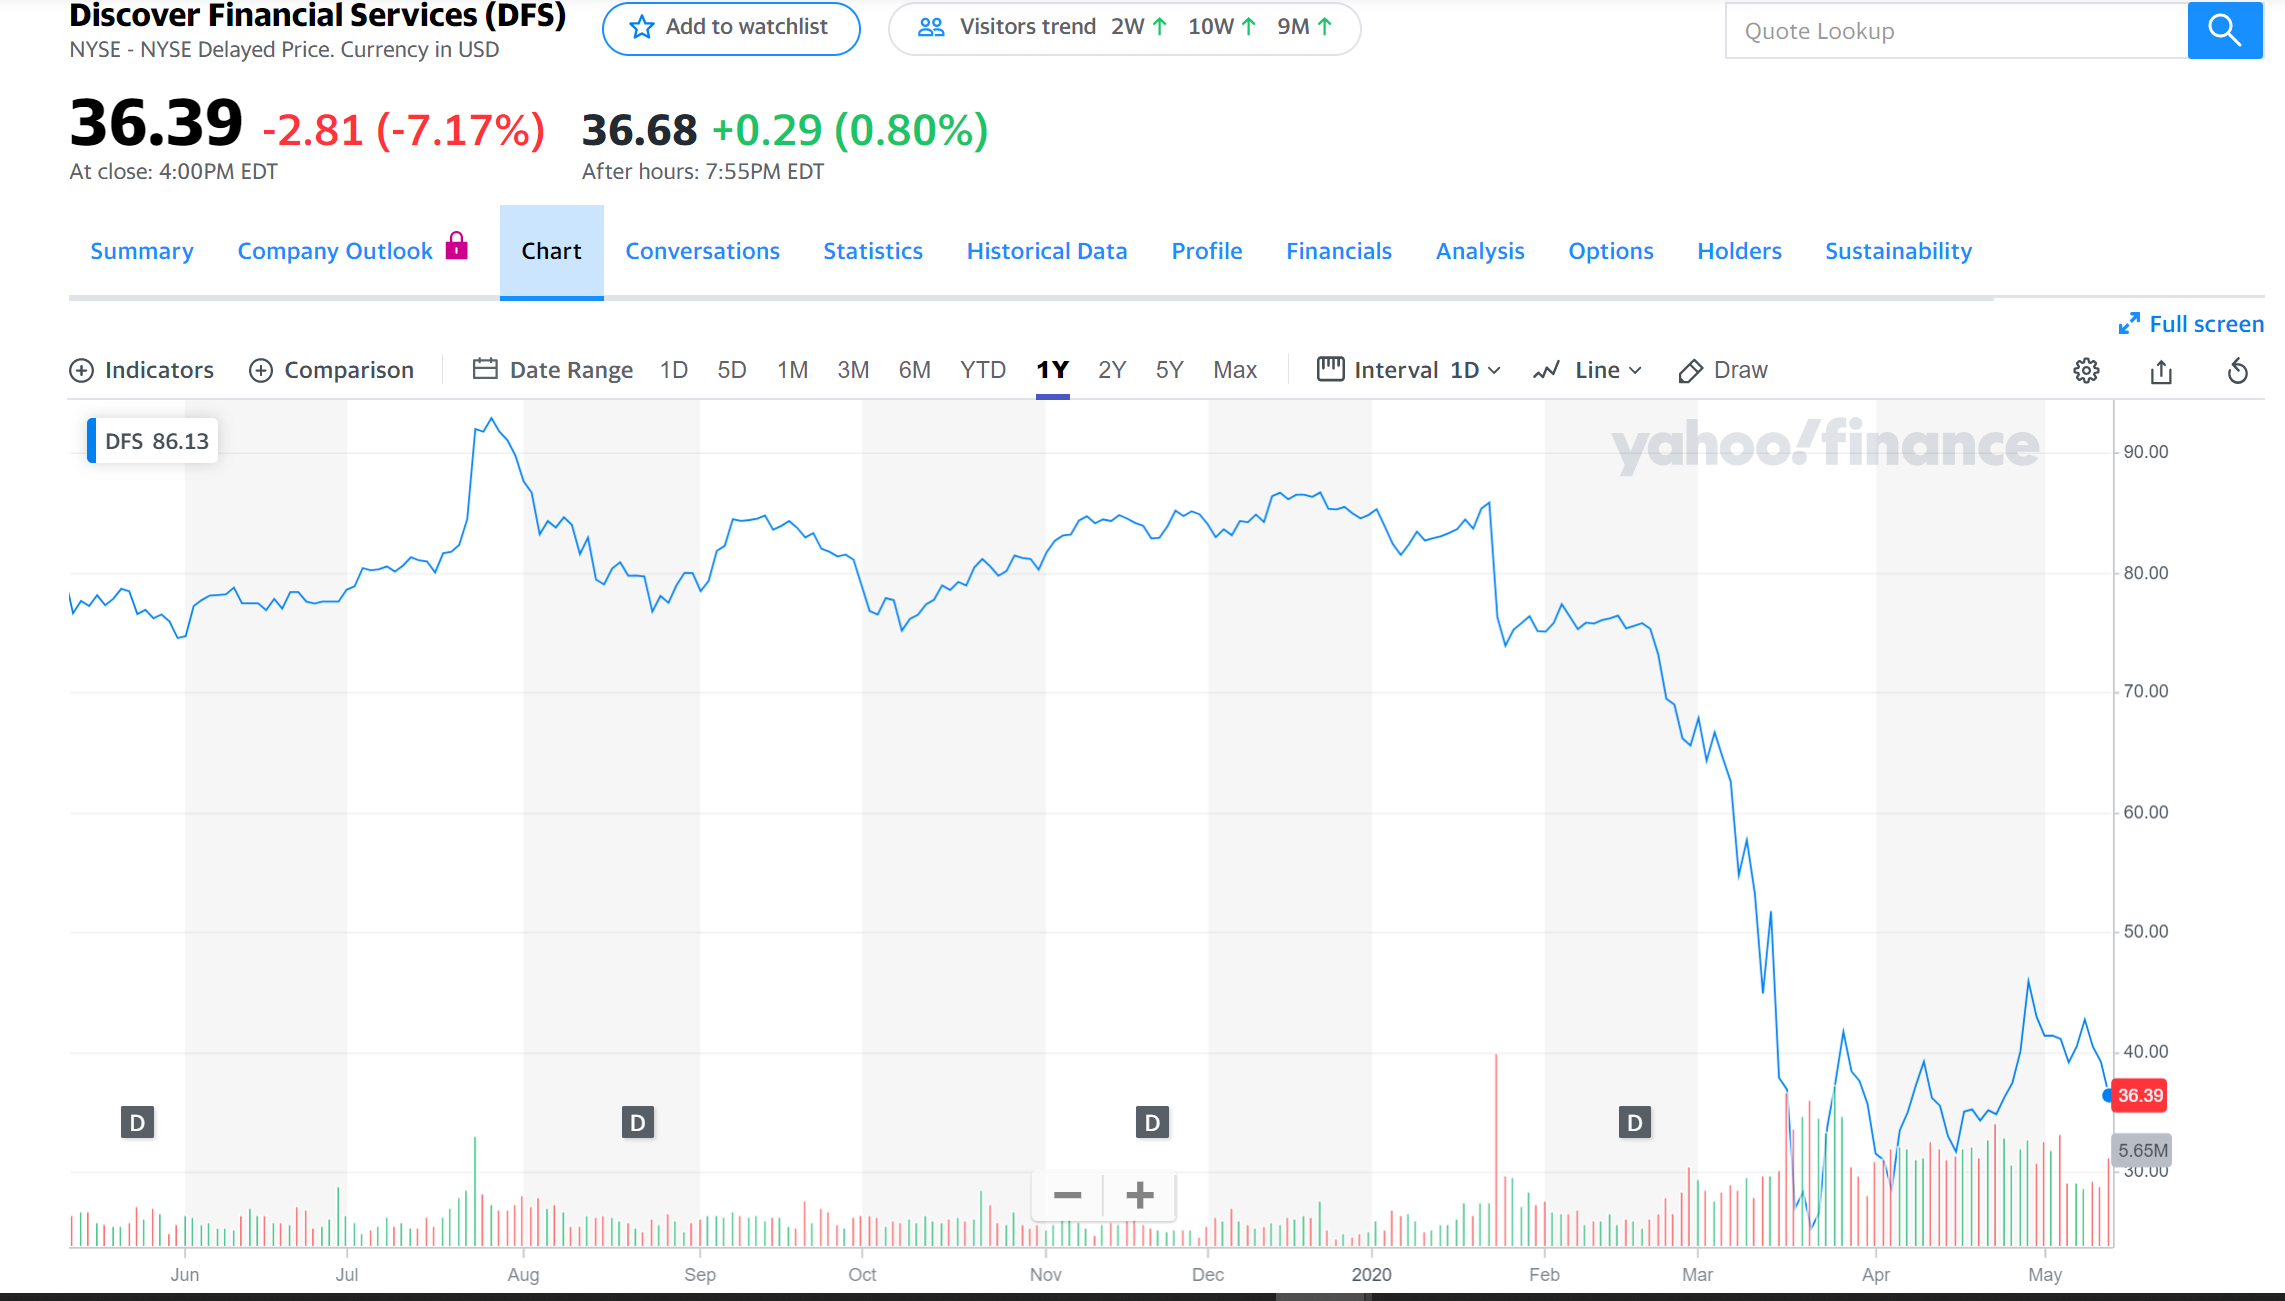 Discover Financial Services (DFS)
NYSE - NYSE Delayed Price. Currency in USD
Add to watchlist
Visitors trend 2W ↑ 10W ↑ 9M ↑
Quote Lookup
36.39 -2.81 (-7.17%)
At close: 4:00PM EDT
36.68 +0.29 (0.80%)
After hours: 7:55PM EDT
Summary Company Outlook Chart Conversations Statistics Historical Data Profile Financials Analysis Options Holders Sustainability
Full screen
Indicators Comparison Date Range 1D 5D 1M 3M 6M YTD 1Y 2Y 5Y Max Interval 1D Line Draw
DFS 86.13
yahoo!finance
90.00
80.00
70.00
60.00
50.00
40.00
36.39
D D D D
5.65M
30.00
Jun Jul Aug Sep Oct Nov Dec 2020 Feb Mar Apr May